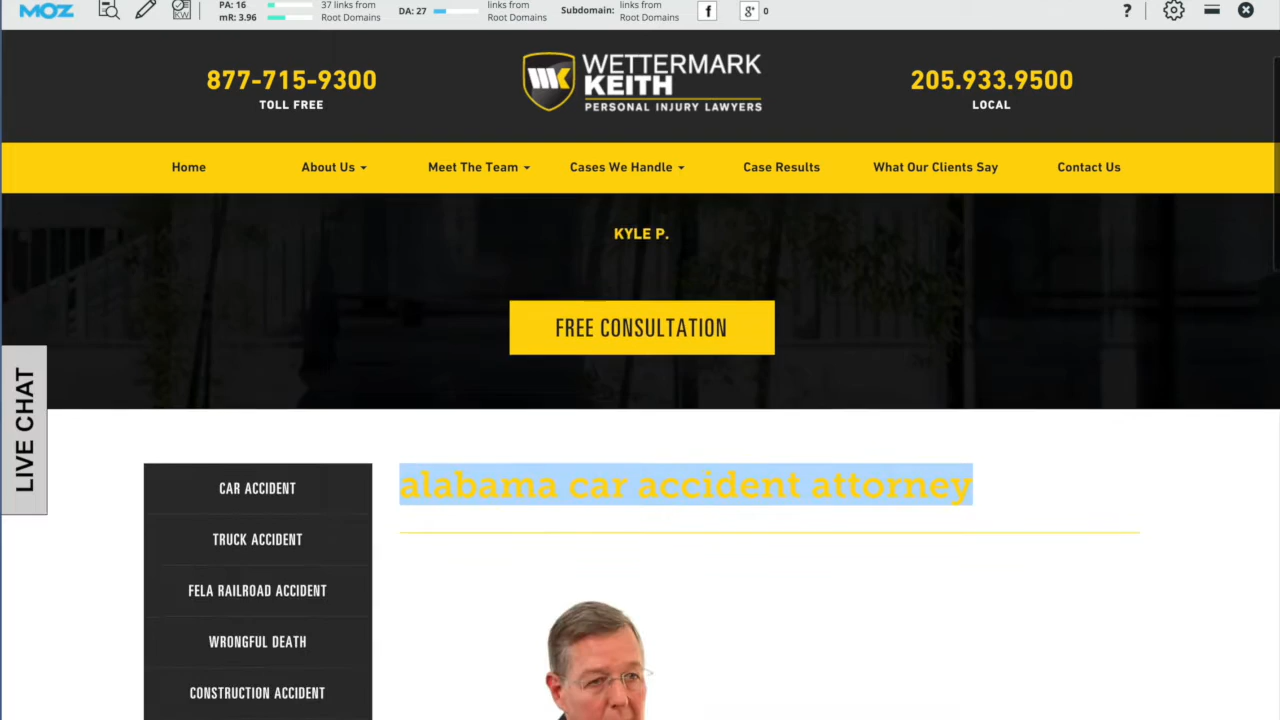 MOZ
PA: 16
mR: 3.96
37 links from
Root Domains
DA: 27
links from
Root Domains
Subdomain:
links from
Root Domains
f
g+
0
?
877-715-9300
TOLL FREE
WK
WETTERMARK
KEITH
PERSONAL INJURY LAWYERS
205.933.9500
LOCAL
Home
About Us
Meet The Team
Cases We Handle
Case Results
What Our Clients Say
Contact Us
KYLE P.
FREE CONSULTATION
LIVE CHAT
CAR ACCIDENT
TRUCK ACCIDENT
FELA RAILROAD ACCIDENT
WRONGFUL DEATH
CONSTRUCTION ACCIDENT
alabama car accident attorney